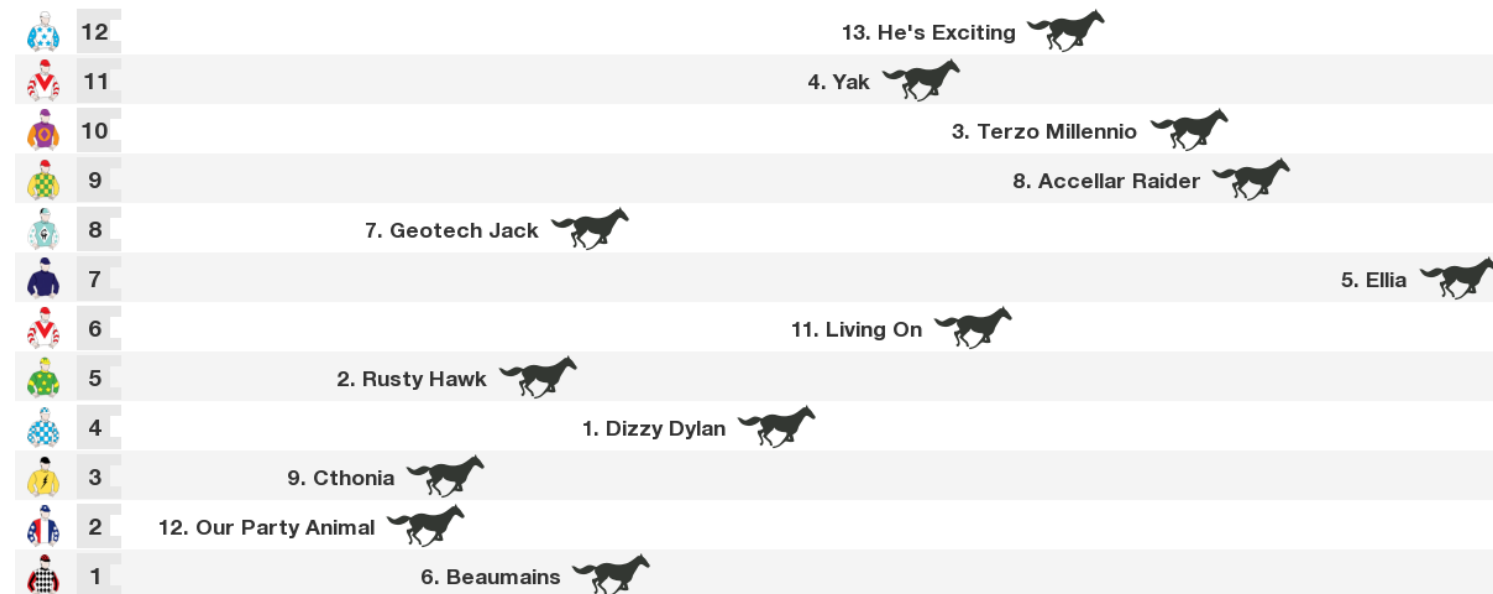 12 13. He's Exciting
11 4. Yak
10 3. Terzo Millennio
9 8. Accellar Raider
8 7. Geotech Jack
7 5. Ellia
6 11. Living On
5 2. Rusty Hawk
4 1. Dizzy Dylan
3 9. Cthonia
2 12. Our Party Animal
1 6. Beaumains